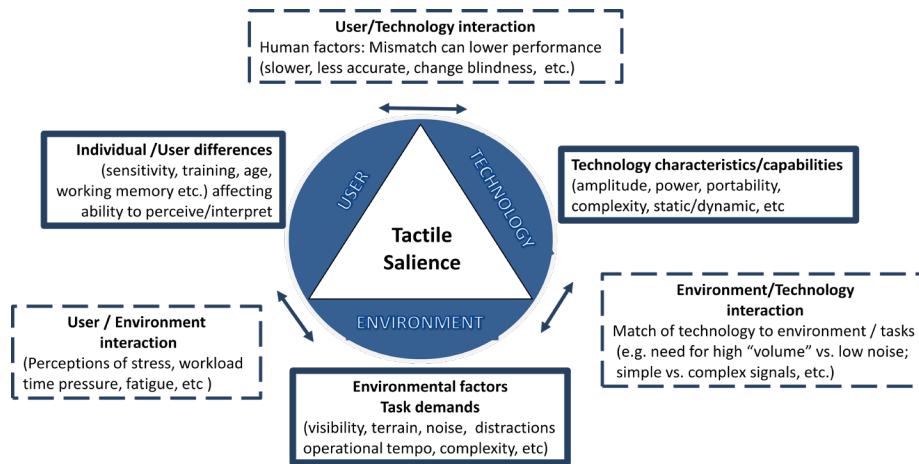 User/Technology interaction
Human factors: Mismatch can lower performance
(slower, less accurate, change blindness,  etc.)
Individual /User differences
(sensitivity, training, age,
working memory etc.) affecting
ability to perceive/interpret
USER
TECHNOLOGY
Technology characteristics/capabilities
(amplitude, power, portability,
complexity, static/dynamic, etc
Tactile
Salience
ENVIRONMENT
User / Environment
interaction
(Perceptions of stress, workload
time pressure, fatigue, etc )
Environment/Technology
interaction
Match of technology to environment / tasks
(e.g. need for high “volume” vs. low noise;
simple vs. complex signals, etc.)
Environmental factors
Task demands
(visibility, terrain, noise,  distractions
operational tempo, complexity, etc)